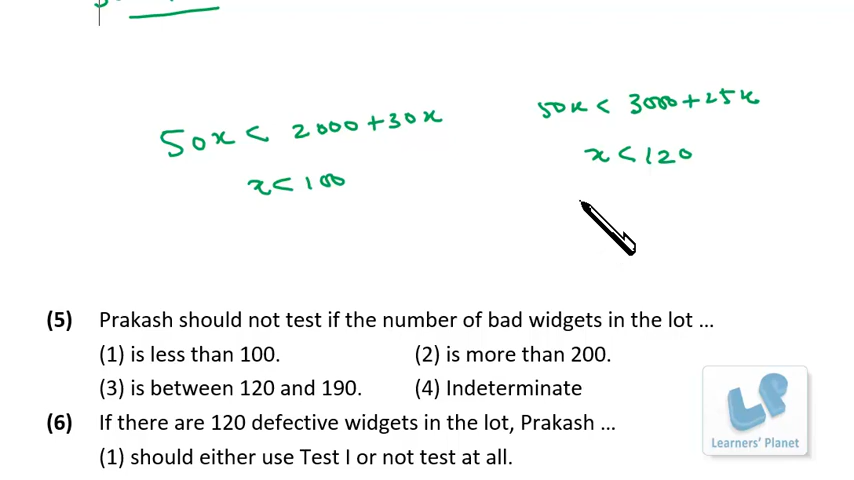 50x < 2000 + 30x
x < 100
50x < 3000 + 25x
x < 120
(5) Prakash should not test if the number of bad widgets in the lot ...
(1) is less than 100. (2) is more than 200.
(3) is between 120 and 190. (4) Indeterminate
(6) If there are 120 defective widgets in the lot, Prakash ...
(1) should either use Test I or not test at all.
LP
Learners' Planet